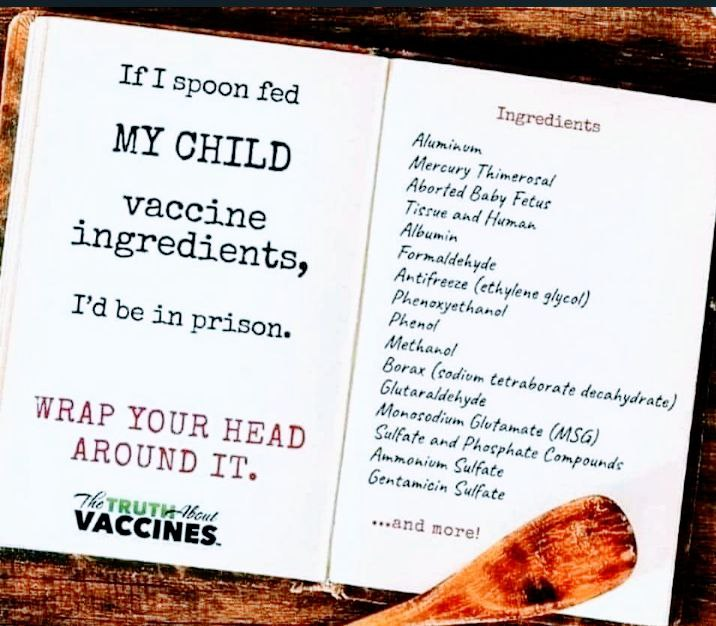 If I spoon fed
MY CHILD
vaccine
ingredients,
I'd be in prison.
WRAP YOUR HEAD
AROUND IT.
The TRUTH About
VACCINES
Ingredients
Aluminum
Mercury Thimerosal
Aborted Baby Fetus
Tissue and Human
Albumin
Formaldehyde
Antifreeze (ethylene glycol)
Phenoxyethanol
Phenol
Methanol
Borax (sodium tetraborate decahydrate)
Glutaraldehyde
Monosodium Glutamate (MSG)
Sulfate and Phosphate Compounds
Ammonium Sulfate
Gentamicin Sulfate
...and more!